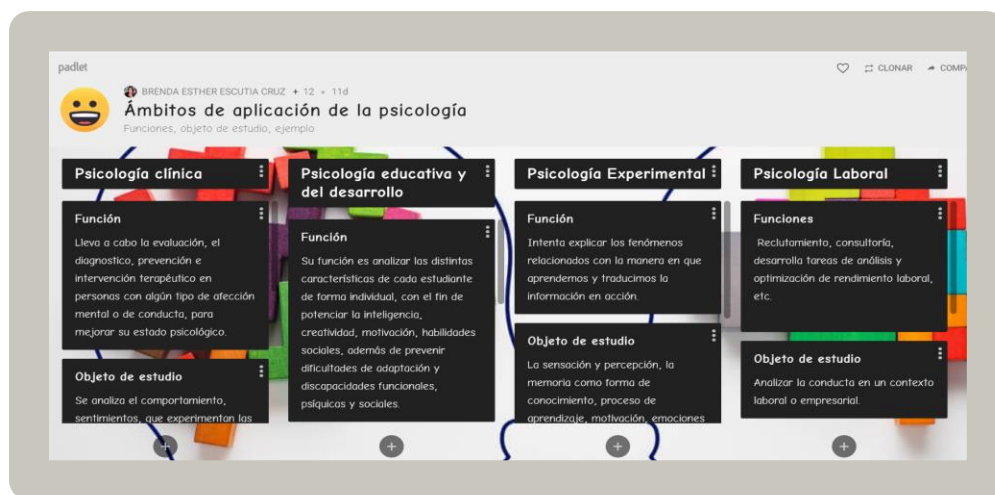 padlet
CLONAR
BRENDA ESTHER ESCUTIA CRUZ + 12 • 11d
Ámbitos de aplicación de la psicología
Funciones, objeto de estudio, ejemplo
Psicología clínica
Función
Lleva a cabo la evaluación, el
diagnostico, prevención e
intervención terapéutico en
personas con algún tipo de afección
mental o de conducta, para
mejorar su estado psicológico.
Objeto de estudio
Se analiza el comportamiento,
sentimientos, que experimentan las
Psicología educativa y
del desarrollo
Función
Su función es analizar las distintas
características de cada estudiante
de forma individual, con el fin de
potenciar la inteligencia,
creatividad, motivación, habilidades
sociales, además de prevenir
dificultades de adaptación y
discapacidades funcionales,
psíquicas y sociales.
Psicología Experimental
Función
Intenta explicar los fenómenos
relacionados con la manera en que
aprendemos y traducimos la
información en acción.
Objeto de estudio
La sensación y percepción, la
memoria como forma de
conocimiento, proceso de
aprendizaje, motivación, emociones
Psicología Laboral
Funciones
Reclutamiento, consultoría,
desarrolla tareas de análisis y
optimización de rendimiento laboral,
etc.
Objeto de estudio
Analizar la conducta en un contexto
laboral o empresarial.